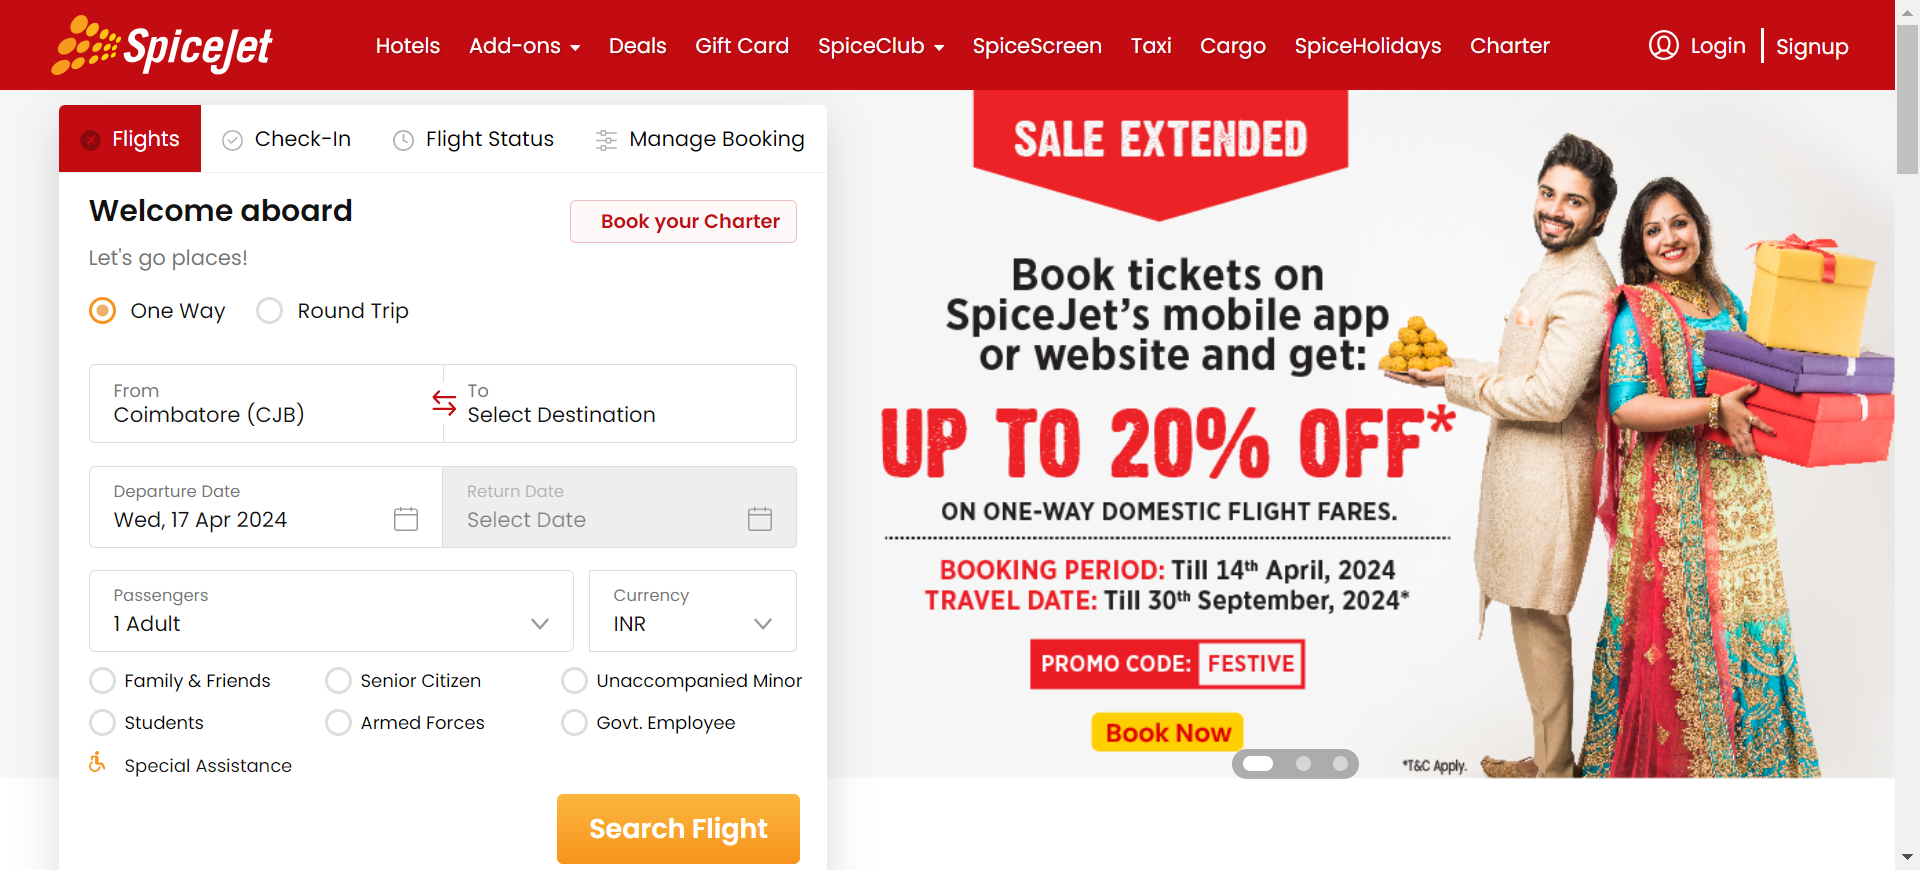 SpiceJet
Hotels Add-ons Deals Gift Card SpiceClub SpiceScreen Taxi Cargo SpiceHolidays Charter Login Signup
Flights Check-In Flight Status Manage Booking
Welcome aboard
Book your Charter
Let's go places!
One Way Round Trip
From
Coimbatore (CJB)
To
Select Destination
Departure Date
Wed, 17 Apr 2024
Return Date
Select Date
Passengers
1 Adult
Currency
INR
Family & Friends Senior Citizen Unaccompanied Minor
Students Armed Forces Govt. Employee
Special Assistance
Search Flight
SALE EXTENDED
Book tickets on
SpiceJet’s mobile app
or website and get:
UP TO 20% OFF*
ON ONE-WAY DOMESTIC FLIGHT FARES.
BOOKING PERIOD: Till 14th April, 2024
TRAVEL DATE: Till 30th September, 2024*
PROMO CODE: FESTIVE
Book Now
*T&C Apply.